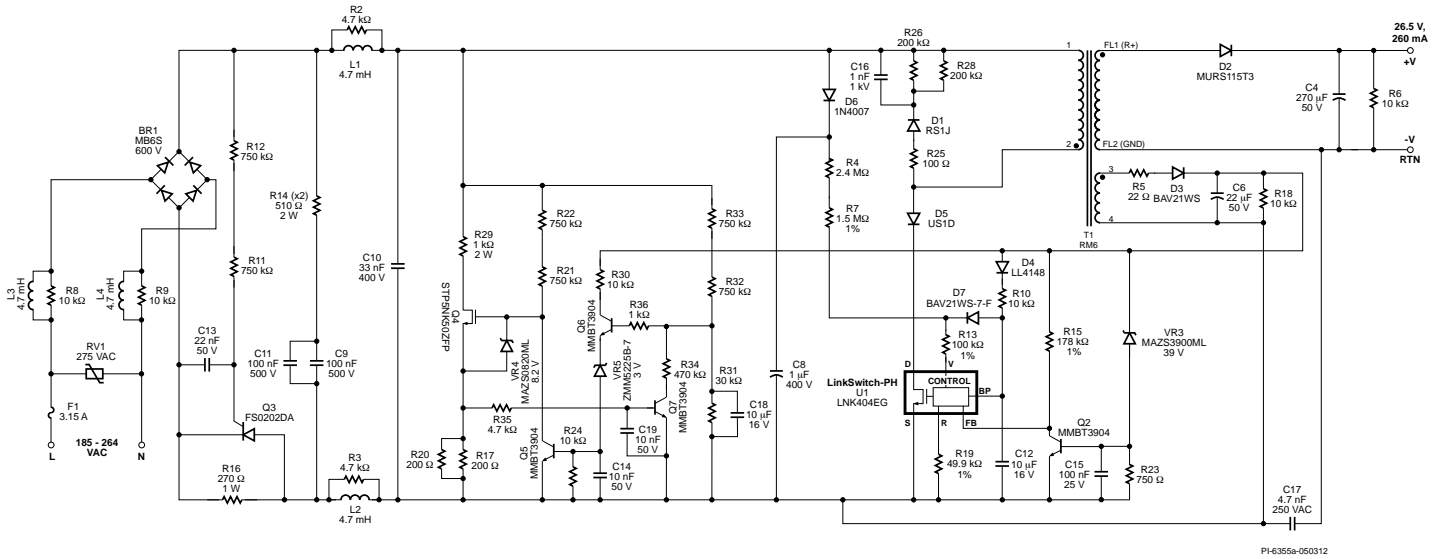 R2
4.7 kΩ
L1
4.7 mH
BR1
MB6S
600 V
R12
750 kΩ
R14 (x2)
510 Ω
2 W
R11
750 kΩ
L3
4.7 mH
R8
10 kΩ
L4
4.7 mH
R9
10 kΩ
RV1
275 VAC
F1
3.15 A
L
185 - 264
VAC
N
C13
22 nF
50 V
C11
100 nF
500 V
C9
100 nF
500 V
Q3
FS0202DA
R16
270 Ω
1 W
R3
4.7 kΩ
L2
4.7 mH
C10
33 nF
400 V
R29
1 kΩ
2 W
R22
750 kΩ
R21
750 kΩ
R33
750 kΩ
R32
750 kΩ
STP5NK50ZFP
Q4
VR4
MAZS0820ML
8.2 V
R30
10 kΩ
Q6
MMBT3904
R36
1 kΩ
VR5
ZMM5225B-7
3 V
R34
470 kΩ
Q7
MMBT3904
R31
30 kΩ
C18
10 µF
16 V
R35
4.7 kΩ
R20
200 Ω
R17
200 Ω
Q5
MMBT3904
R24
10 kΩ
C14
10 nF
50 V
C19
10 nF
50 V
C16
1 nF
1 kV
R26
200 kΩ
R28
200 kΩ
D6
1N4007
D1
RS1J
R25
100 Ω
R4
2.4 MΩ
R7
1.5 MΩ
1%
D5
US1D
C8
1 µF
400 V
D7
BAV21WS-7-F
D4
LL4148
R10
10 kΩ
R13
100 kΩ
1%
R15
178 kΩ
1%
VR3
MAZS3900ML
39 V
LinkSwitch-PH
U1
LNK404EG
D
S
CONTROL
V
BP
R
FB
R19
49.9 kΩ
1%
C12
10 µF
16 V
Q2
MMBT3904
C15
100 nF
25 V
R23
750 Ω
1
2
FL1 (R+)
FL2 (GND)
3
4
T1
RM6
D2
MURS115T3
C4
270 µF
50 V
R6
10 kΩ
26.5 V,
260 mA
+V
-V
RTN
R5
22 Ω
D3
BAV21WS
C6
22 µF
50 V
R18
10 kΩ
C17
4.7 nF
250 VAC
PI-6355a-050312